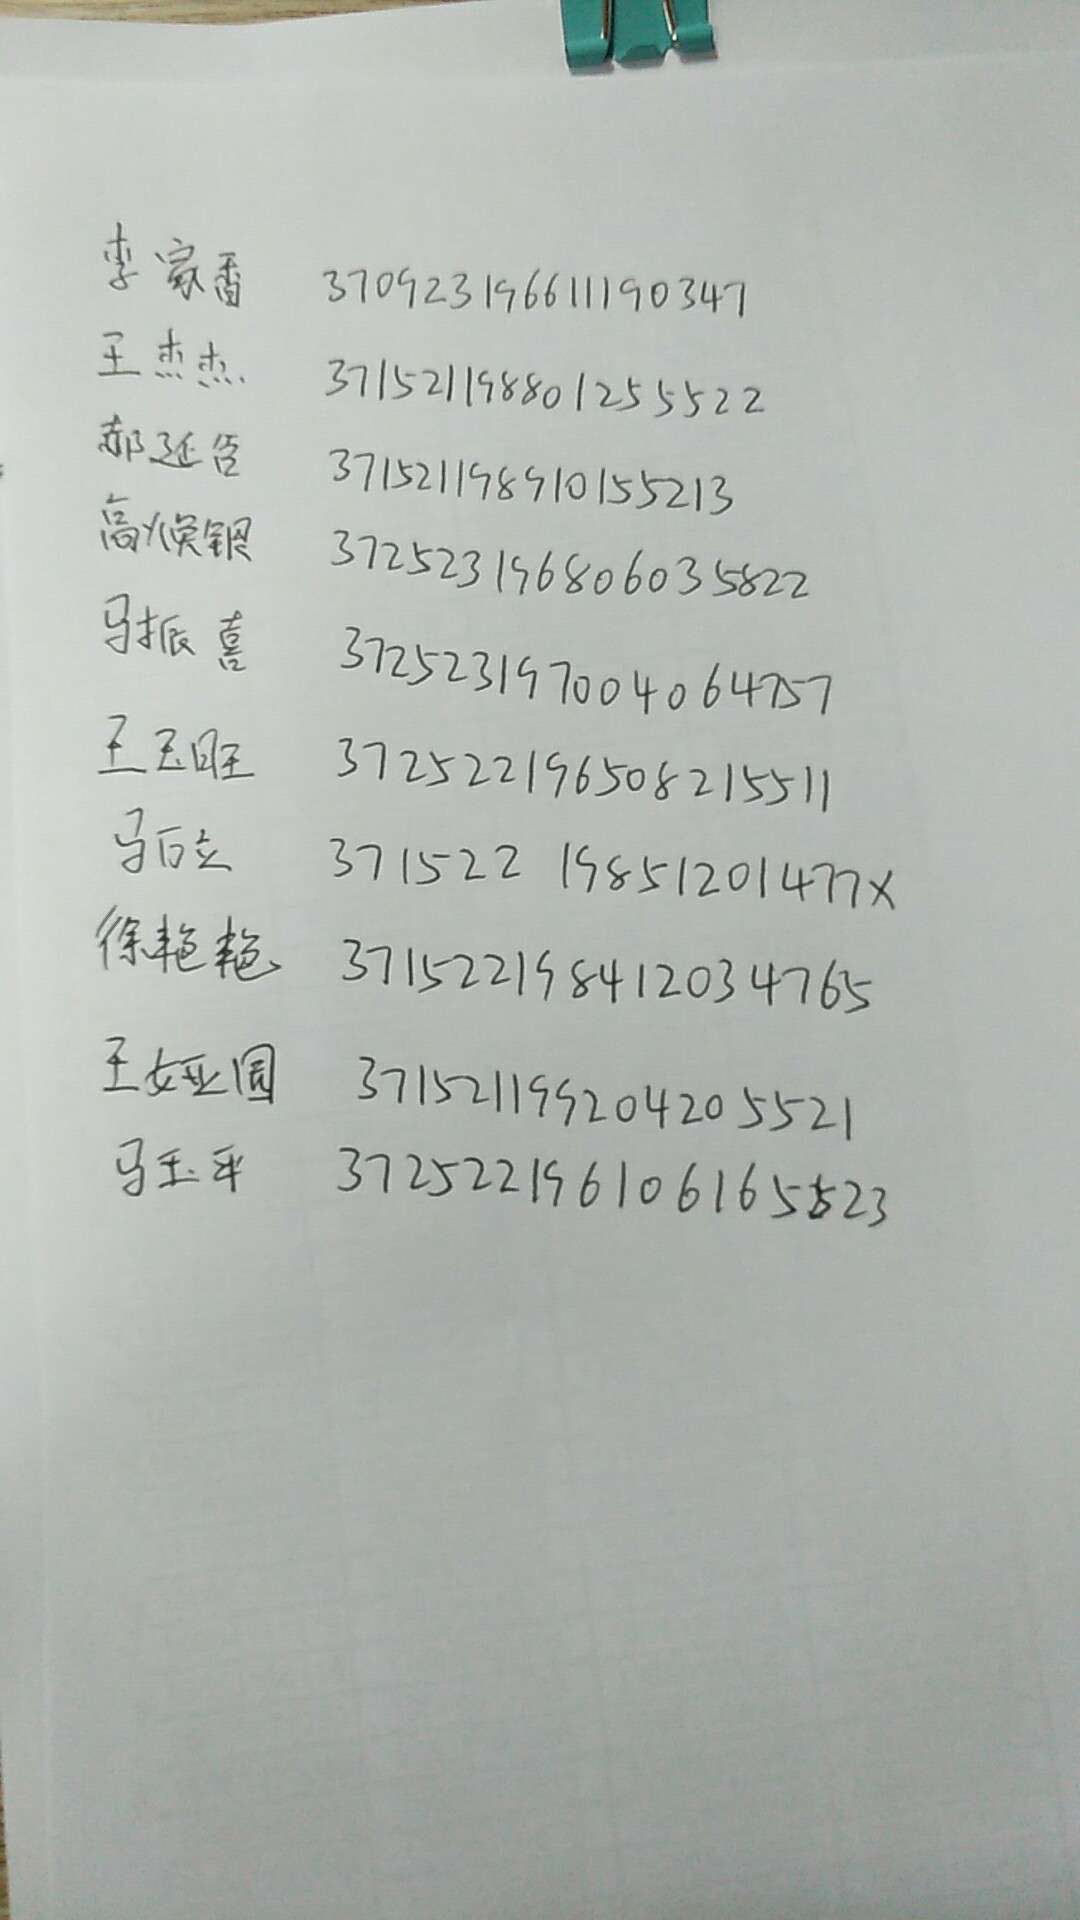 李家香 370923196611190347
王杰杰 371521198801255522
郝延臣 371521198910155213
高焕银 372523196806035822
马振喜 372523197004064757
王玉旺 372522196508215511
马石立 371522 19851201477X
徐艳艳 371522198412034765
王娅圆 371521199204205521
马玉平 372522196106165523